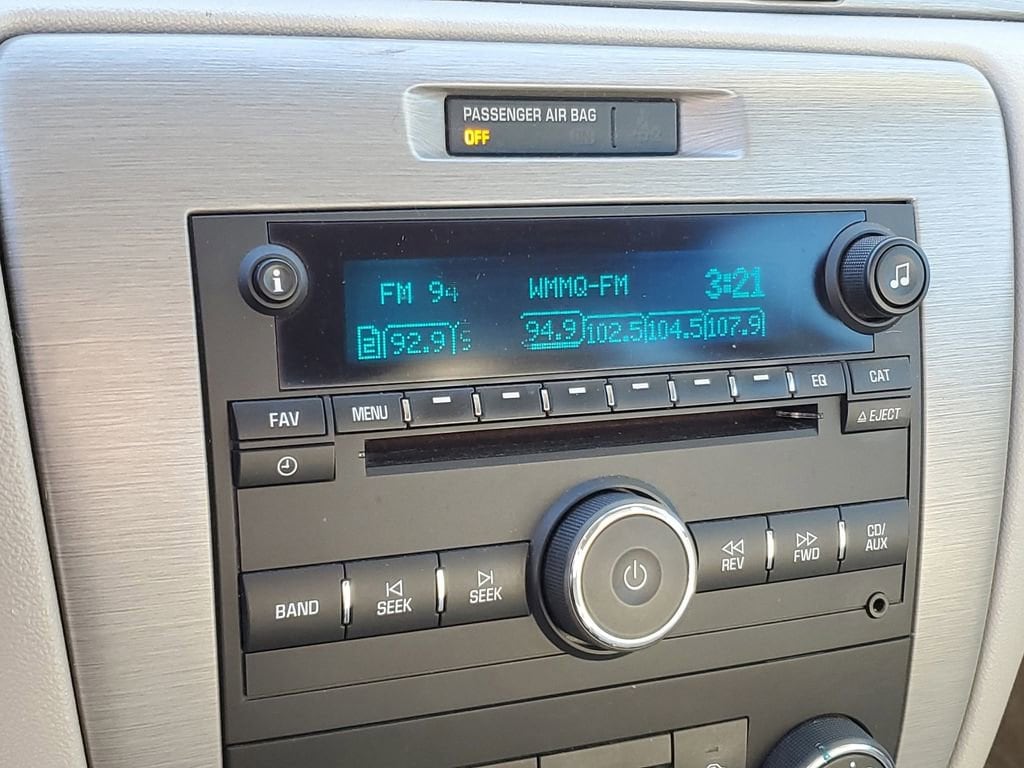 PASSENGER AIR BAG
OFF
i
FM 94 WMMQ-FM 3:21
2 92.9 94.9 102.5 104.5 107.9
FAV MENU EQ CAT
EJECT
BAND SEEK SEEK REV FWD CD/
AUX